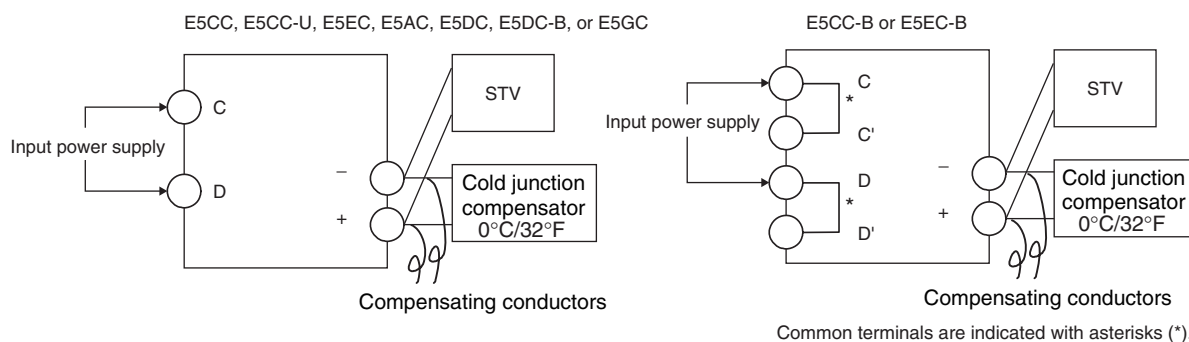 E5CC, E5CC-U, E5EC, E5AC, E5DC, E5DC-B, or E5GC
C
Input power supply
D
−
+
STV
Cold junction
compensator
0°C/32°F
Compensating conductors
E5CC-B or E5EC-B
C
*
C'
Input power supply
D
*
D'
−
+
STV
Cold junction
compensator
0°C/32°F
Compensating conductors
Common terminals are indicated with asterisks (*)